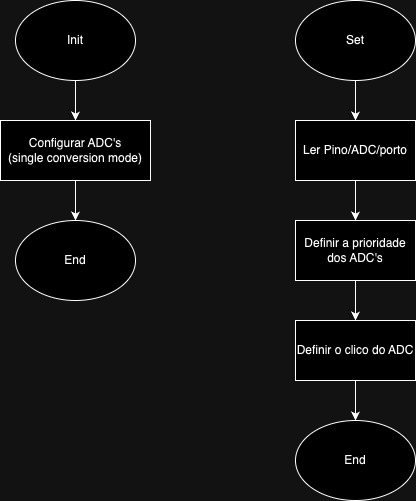 Init
Configurar ADC's
(single conversion mode)
End
Set
Ler Pino/ADC/porto
Definir a prioridade
dos ADC's
Definir o clico do ADC
End